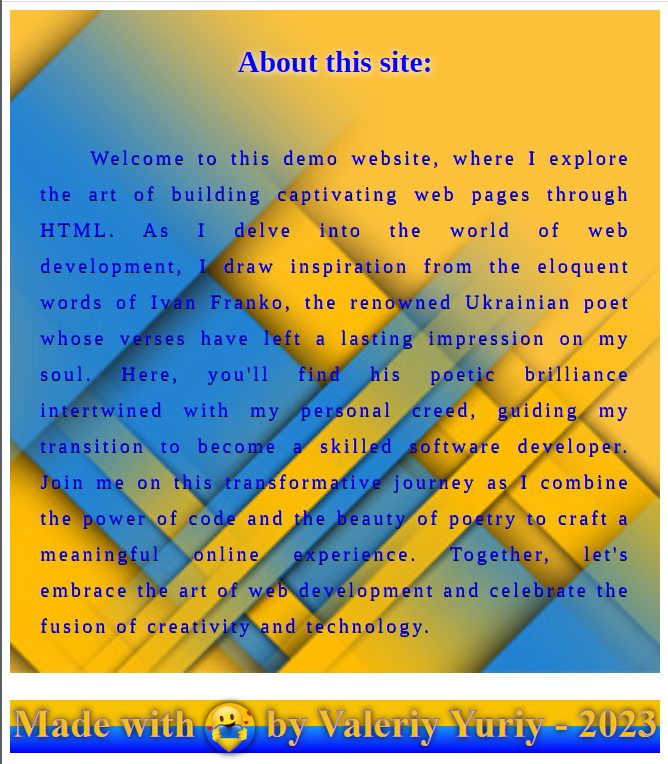 About this site:
Welcome to this demo website, where I explore
the art of building captivating web pages through
HTML. As I delve into the world of web
development, I draw inspiration from the eloquent
words of Ivan Franko, the renowned Ukrainian poet
whose verses have left a lasting impression on my
soul. Here, you'll find his poetic brilliance
intertwined with my personal creed, guiding my
transition to become a skilled software developer.
Join me on this transformative journey as I combine
the power of code and the beauty of poetry to craft a
meaningful online experience. Together, let's
embrace the art of web development and celebrate the
fusion of creativity and technology.
Made with 🥰 by Valeriy Yuriy - 2023